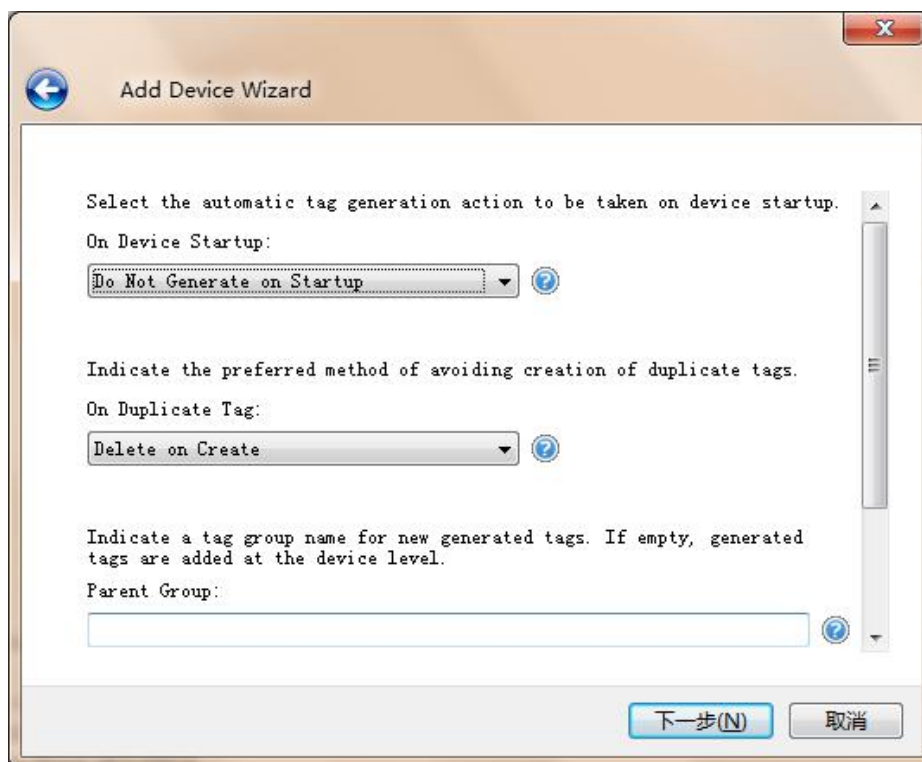 Add Device Wizard
Select the automatic tag generation action to be taken on device startup.
On Device Startup:
Do Not Generate on Startup
Indicate the preferred method of avoiding creation of duplicate tags.
On Duplicate Tag:
Delete on Create
Indicate a tag group name for new generated tags. If empty, generated
tags are added at the device level.
Parent Group:
下一步(N)
取消